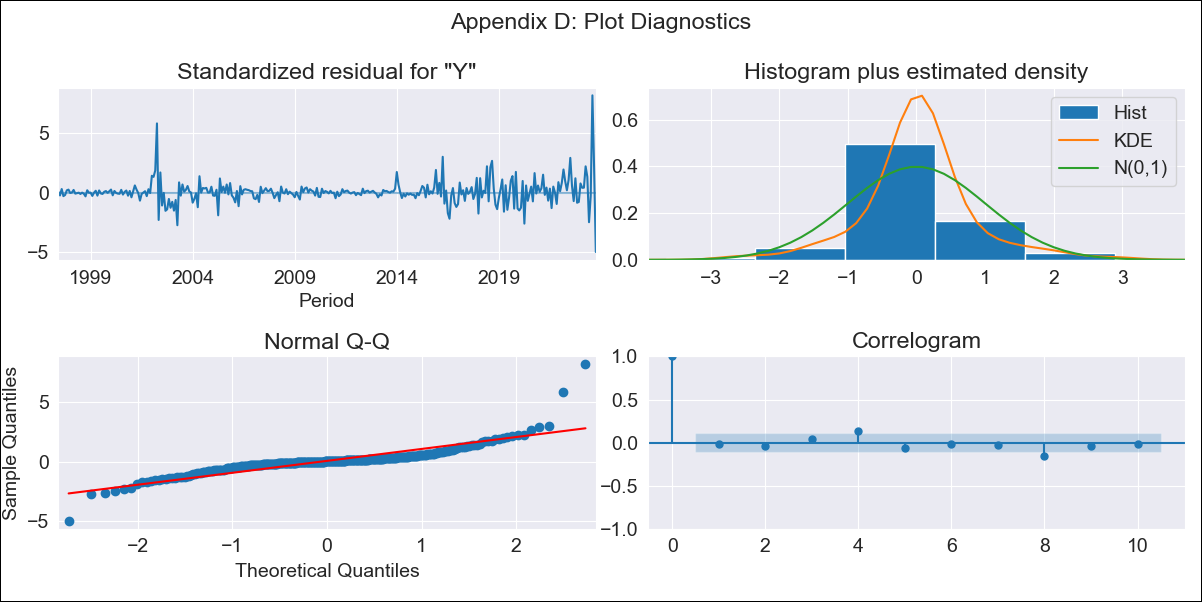 Appendix D: Plot Diagnostics
Standardized residual for "Y"
5
0
−5
1999 2004 2009 2014 2019
Period
Histogram plus estimated density
0.6
0.4
0.2
0.0
−3 −2 −1 0 1 2 3
Hist
KDE
N(0,1)
Normal Q-Q
Sample Quantiles
5
0
−5
−2 −1 0 1 2
Theoretical Quantiles
Correlogram
1.0
0.5
0.0
−0.5
−1.0
0 2 4 6 8 10